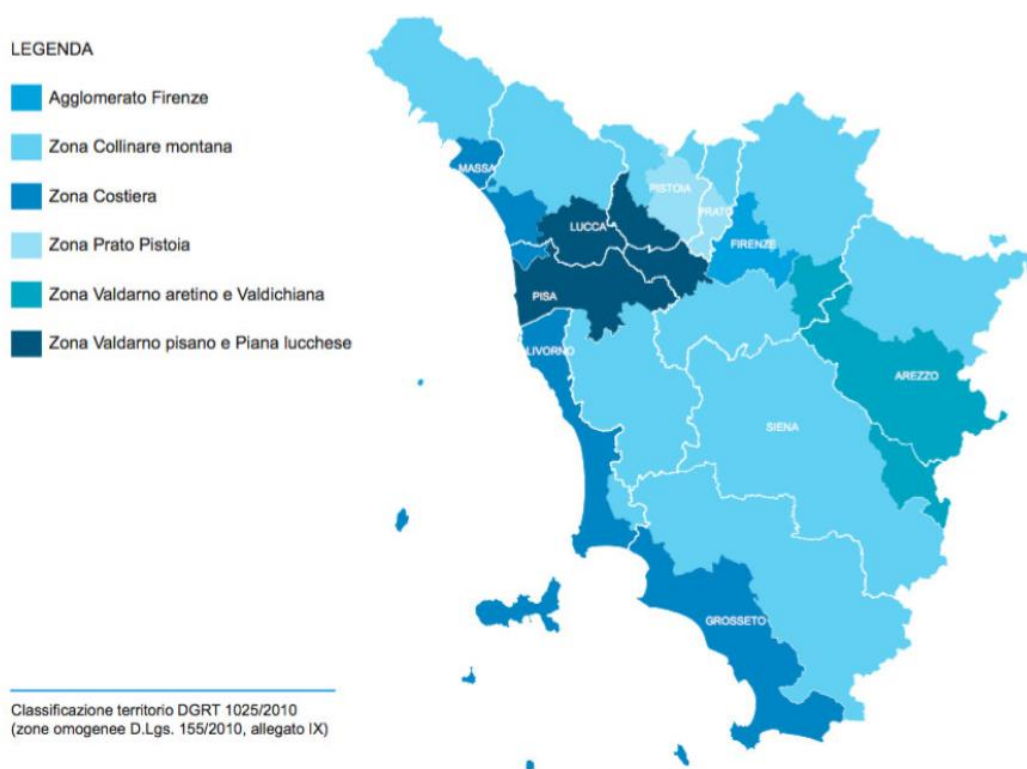 LEGENDA
Agglomerato Firenze
Zona Collinare montana
Zona Costiera
Zona Prato Pistoia
Zona Valdarno aretino e Valdichiana
Zona Valdarno pisano e Piana lucchese
MASSA
PISTOIA
PRATO
LUCCA
FIRENZE
PISA
LIVORNO
AREZZO
SIENA
GROSSETO
Classificazione territorio DGRT 1025/2010
(zone omogenee D.Lgs. 155/2010, allegato IX)